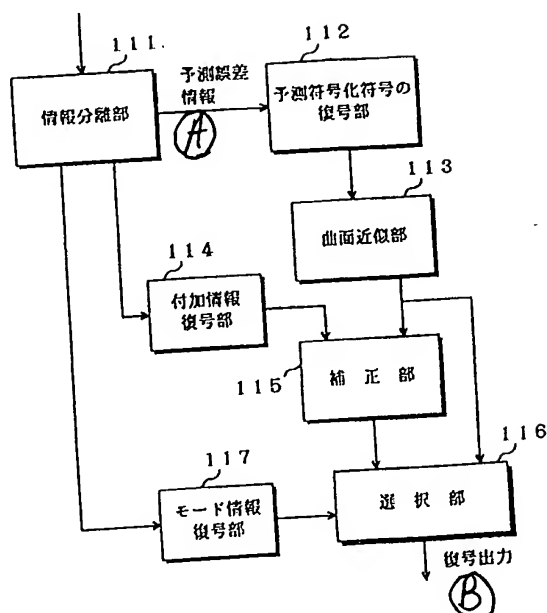 111.
情報分離部
予測誤差
情報
A
112
予測符号化符号の
復号部
113
曲面近似部
114
付加情報
復号部
115
補正部
116
選択部
117
モード情報
復号部
復号出力
B